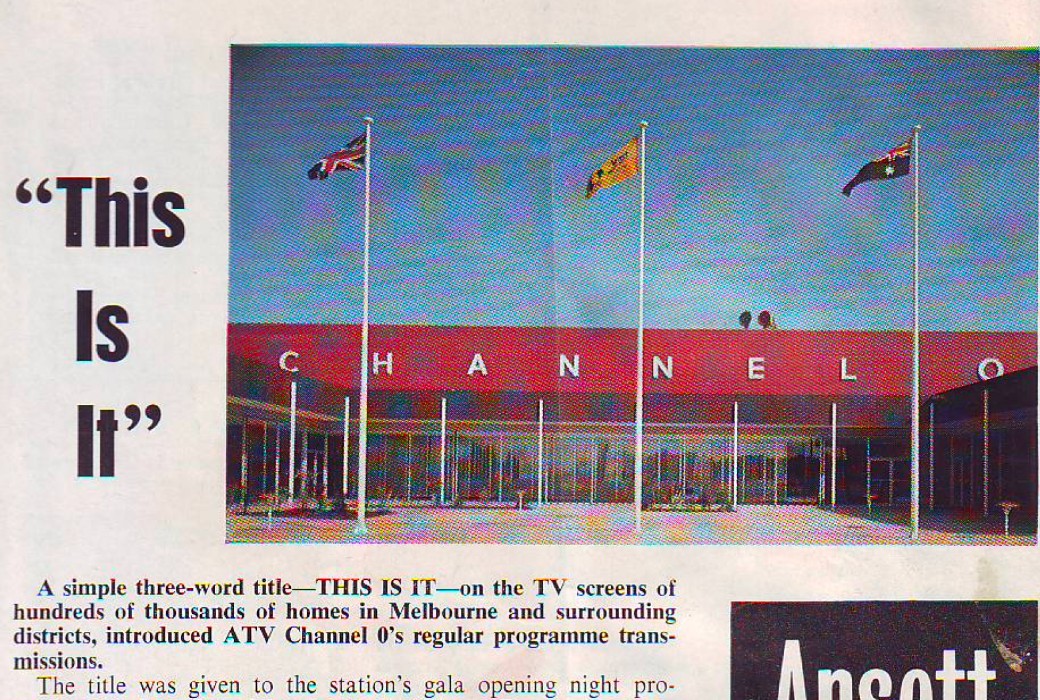 “This
Is
It”
CHANNEL O
A simple three-word title—THIS IS IT—on the TV screens of
hundreds of thousands of homes in Melbourne and surrounding
districts, introduced ATV Channel 0's regular programme trans-
missions.
The title was given to the station's gala opening night pro-
Ansett